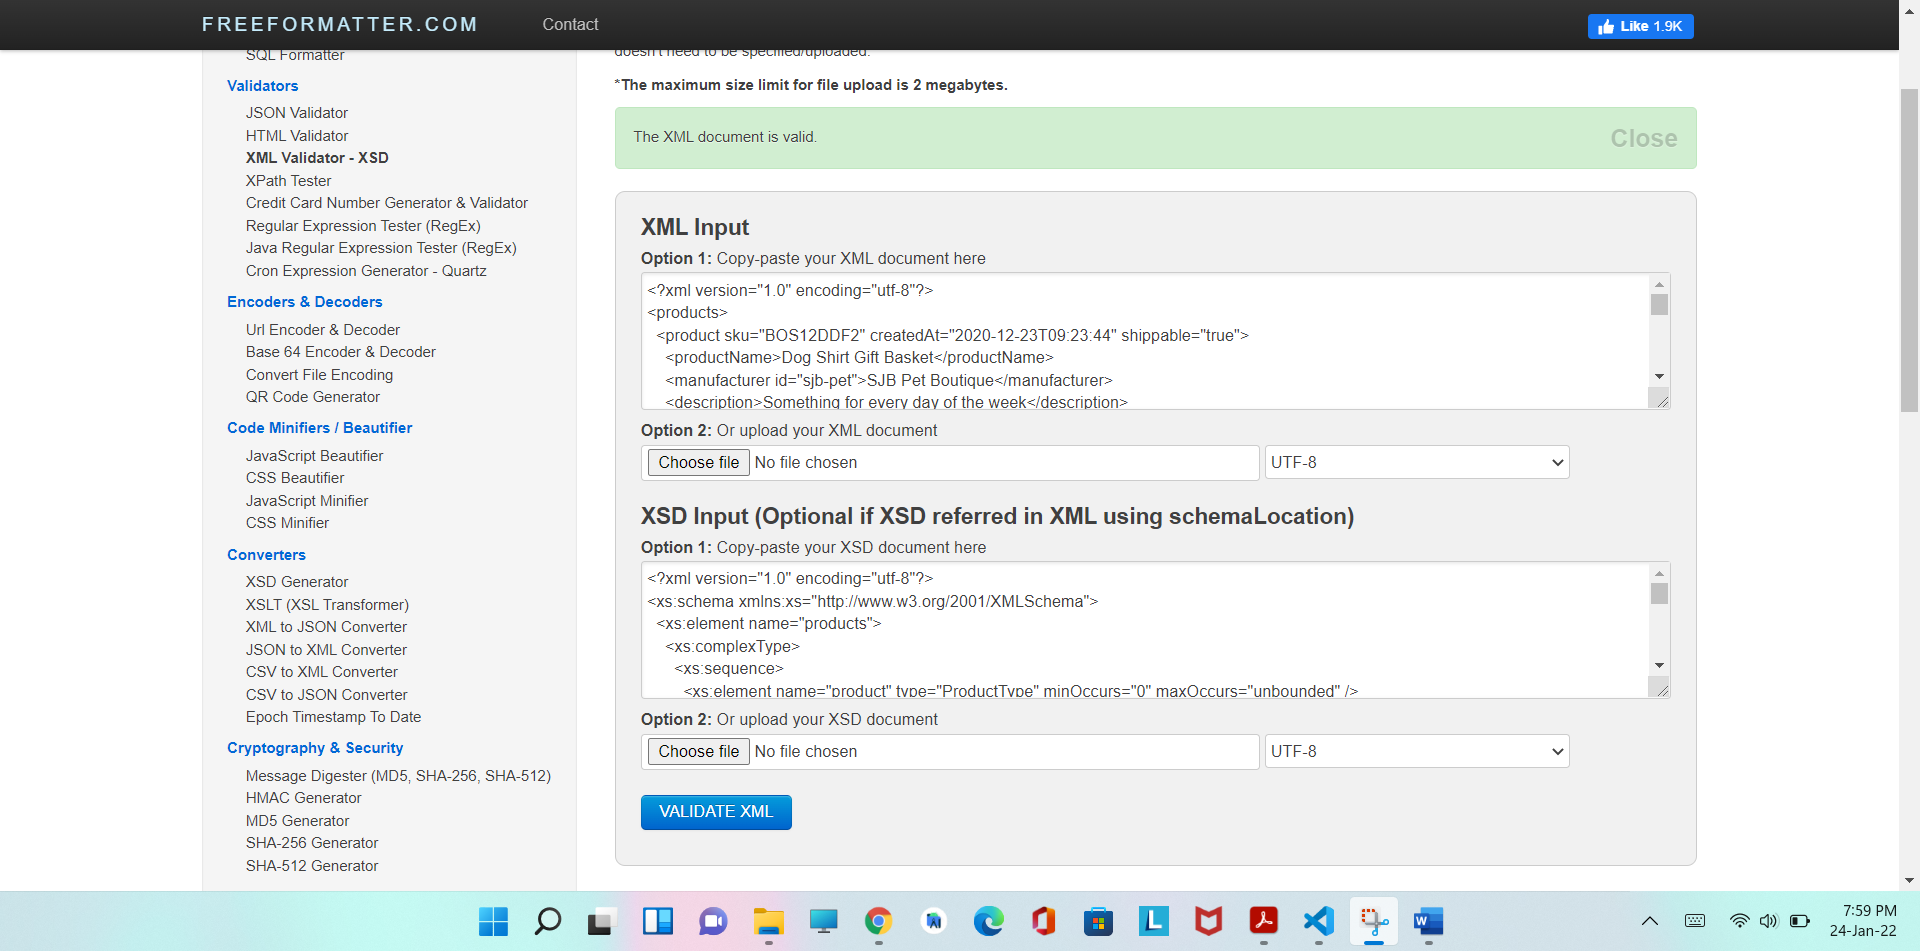 FREEFORMATTER.COM
Contact
Like 1.9K
SQL Formatter
Validators
JSON Validator
HTML Validator
XML Validator - XSD
XPath Tester
Credit Card Number Generator & Validator
Regular Expression Tester (RegEx)
Java Regular Expression Tester (RegEx)
Cron Expression Generator - Quartz
Encoders & Decoders
Url Encoder & Decoder
Base 64 Encoder & Decoder
Convert File Encoding
QR Code Generator
Code Minifiers / Beautifier
JavaScript Beautifier
CSS Beautifier
JavaScript Minifier
CSS Minifier
Converters
XSD Generator
XSLT (XSL Transformer)
XML to JSON Converter
JSON to XML Converter
CSV to XML Converter
CSV to JSON Converter
Epoch Timestamp To Date
Cryptography & Security
Message Digester (MD5, SHA-256, SHA-512)
HMAC Generator
MD5 Generator
SHA-256 Generator
SHA-512 Generator
doesn't need to be specified/uploaded.
*The maximum size limit for file upload is 2 megabytes.
The XML document is valid.
Close
XML Input
Option 1: Copy-paste your XML document here
<?xml version="1.0" encoding="utf-8"?>
<products>
<product sku="BOS12DDF2" createdAt="2020-12-23T09:23:44" shippable="true">
<productName>Dog Shirt Gift Basket</productName>
<manufacturer id="sjb-pet">SJB Pet Boutique</manufacturer>
<description>Something for every day of the week</description>
Option 2: Or upload your XML document
Choose file No file chosen
UTF-8
XSD Input (Optional if XSD referred in XML using schemaLocation)
Option 1: Copy-paste your XSD document here
<?xml version="1.0" encoding="utf-8"?>
<xs:schema xmlns:xs="http://www.w3.org/2001/XMLSchema">
<xs:element name="products">
<xs:complexType>
<xs:sequence>
<xs:element name="product" type="ProductType" minOccurs="0" maxOccurs="unbounded" />
Option 2: Or upload your XSD document
Choose file No file chosen
UTF-8
VALIDATE XML
7:59 PM
24-Jan-22